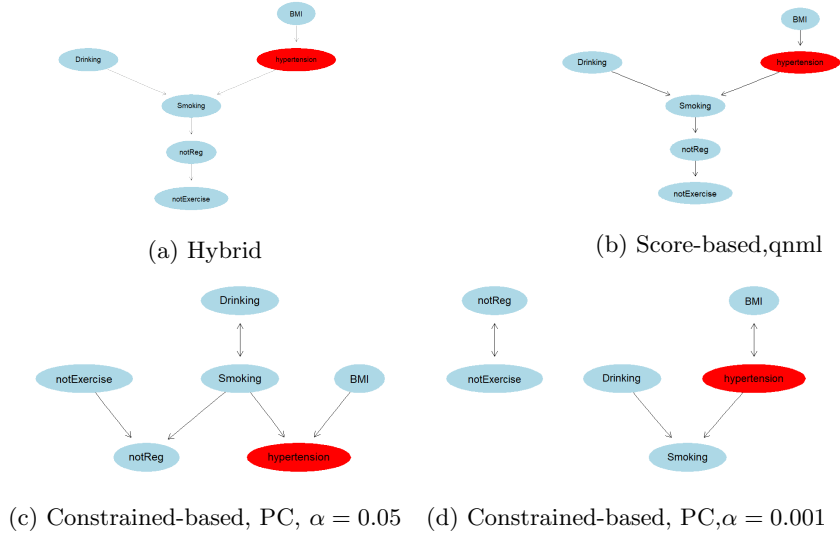 BMI
Drinking
hypertension
Smoking
notReg
notExercise
(a) Hybrid
BMI
Drinking
hypertension
Smoking
notReg
notExercise
(b) Score-based,qnml
Drinking
notExercise
Smoking
BMI
notReg
hypertension
(c) Constrained-based, PC, α = 0.05
notReg
BMI
notExercise
Drinking
hypertension
Smoking
(d) Constrained-based, PC,α = 0.001